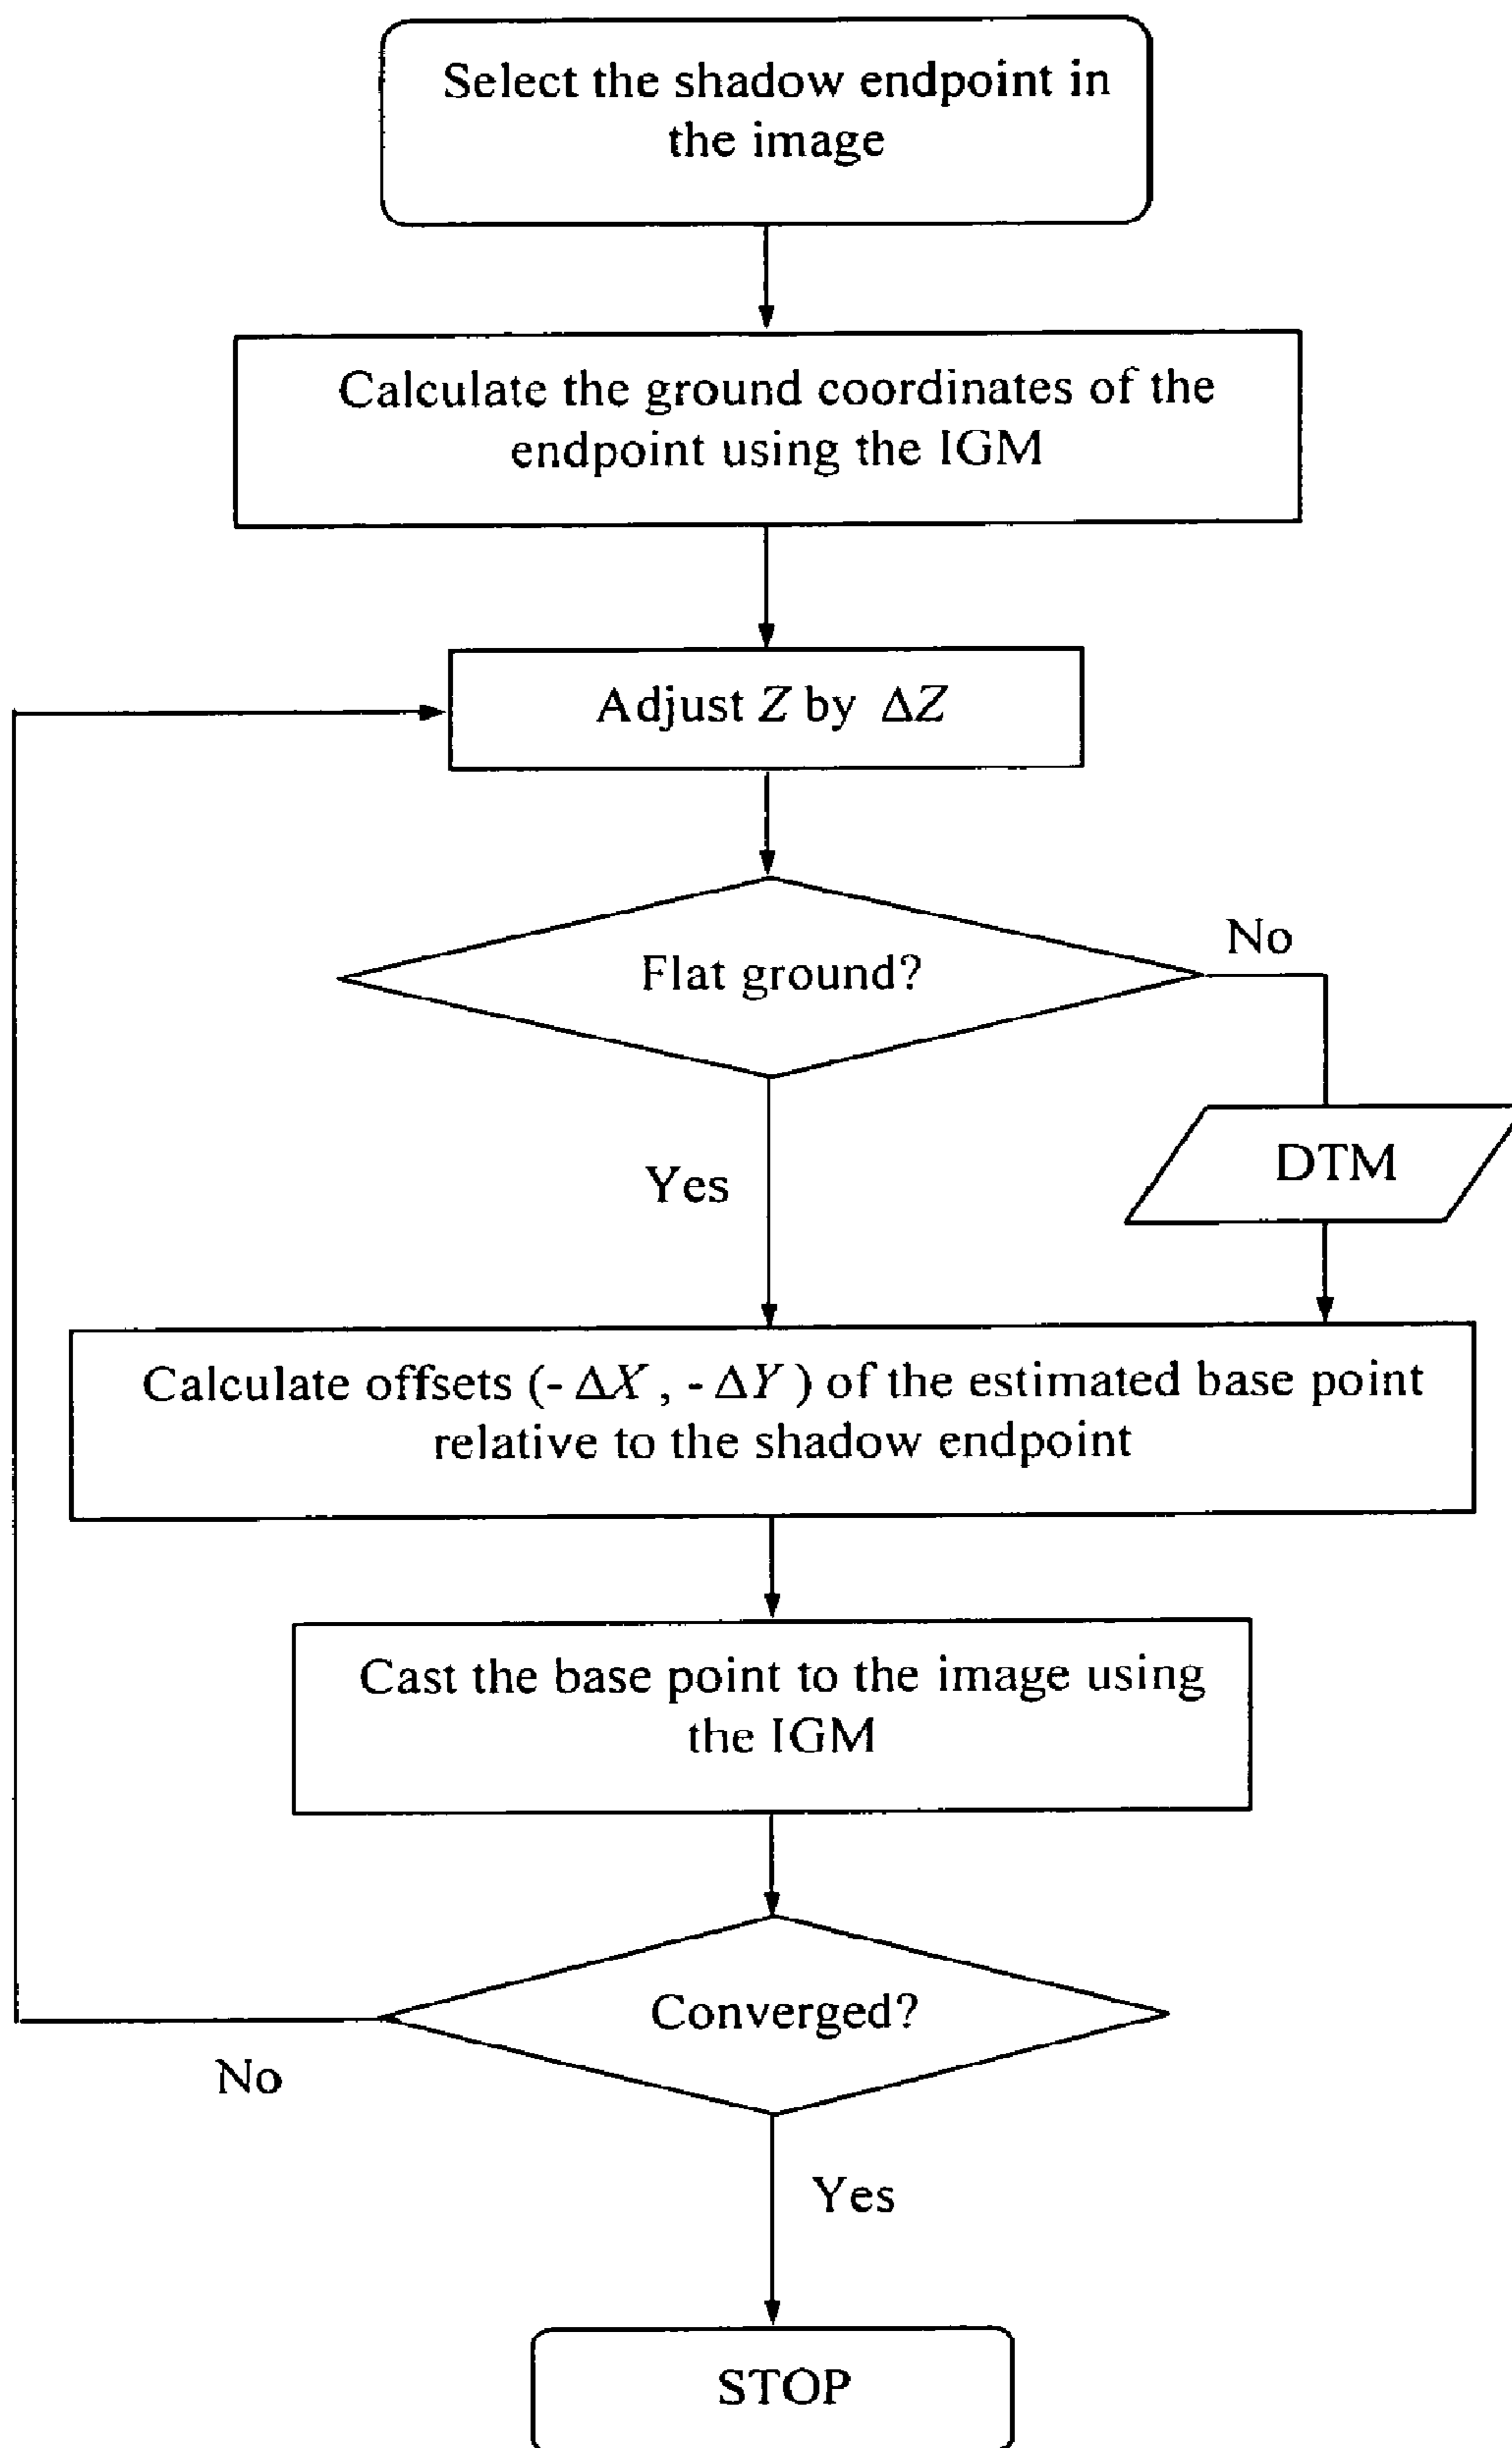 Select the shadow endpoint in
the image
Calculate the ground coordinates of the
endpoint using the IGM
Adjust Z by ΔZ
Flat ground?
No
DTM
Yes
Calculate offsets (- ΔX , - ΔY ) of the estimated base point
relative to the shadow endpoint
Cast the base point to the image using
the IGM
Converged?
No
Yes
STOP